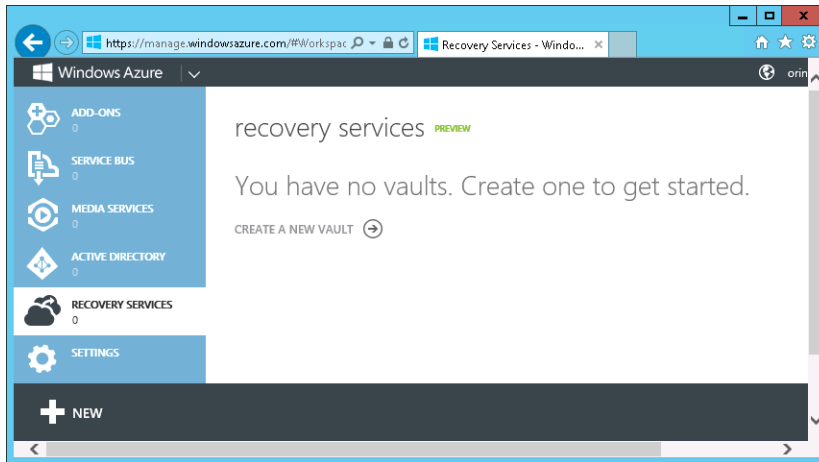 https://manage.windowsazure.com/#Workspac
Recovery Services - Windo...
Windows Azure
orin
ADD-ONS
0
SERVICE BUS
0
MEDIA SERVICES
0
ACTIVE DIRECTORY
0
RECOVERY SERVICES
0
SETTINGS
recovery services PREVIEW
You have no vaults. Create one to get started.
CREATE A NEW VAULT
NEW